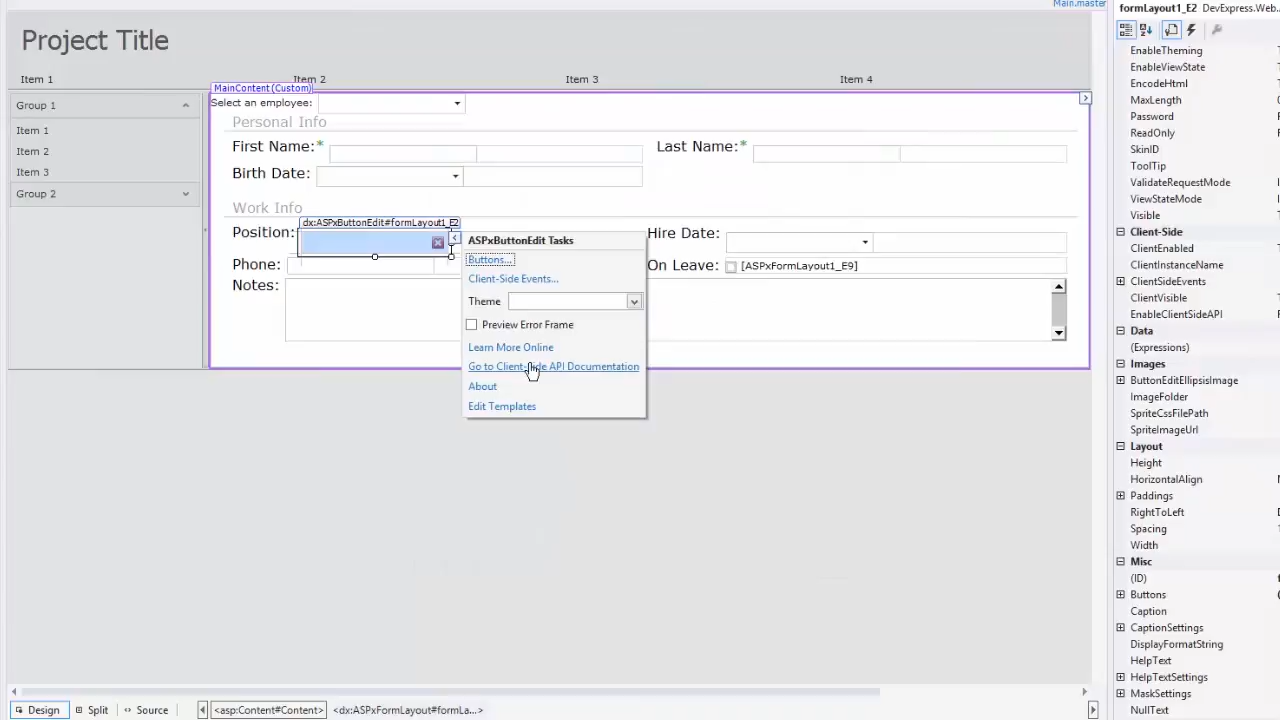 Main.master
formLayout1_E2 DevExpress.Web.
Project Title
Item 1
Item 2
Item 3
Item 4
MainContent (Custom)
Group 1
Item 1
Item 2
Item 3
Group 2
Select an employee:
Personal Info
First Name:*
Last Name:*
Birth Date:
Work Info
dx:ASPxButtonEdit#formLayout1_E2
Position:
Hire Date:
Phone:
On Leave: [ASPxFormLayout1_E9]
Notes:
ASPxButtonEdit Tasks
Buttons...
Client-Side Events...
Theme
Preview Error Frame
Learn More Online
Go to Client-Side API Documentation
About
Edit Templates
EnableTheming
EnableViewState
EncodeHtml
MaxLength
Password
ReadOnly
SkinID
ToolTip
ValidateRequestMode
ViewStateMode
Visible
Client-Side
ClientEnabled
ClientInstanceName
ClientSideEvents
ClientVisible
EnableClientSideAPI
Data
(Expressions)
Images
ButtonEditEllipsisImage
ImageFolder
SpriteCssFilePath
SpriteImageUrl
Layout
Height
HorizontalAlign
Paddings
RightToLeft
Spacing
Width
Misc
(ID)
Buttons
Caption
CaptionSettings
DisplayFormatString
HelpText
HelpTextSettings
MaskSettings
NullText
Design
Split
Source
<asp:Content#Content>
<dx:ASPxFormLayout#formLa...>